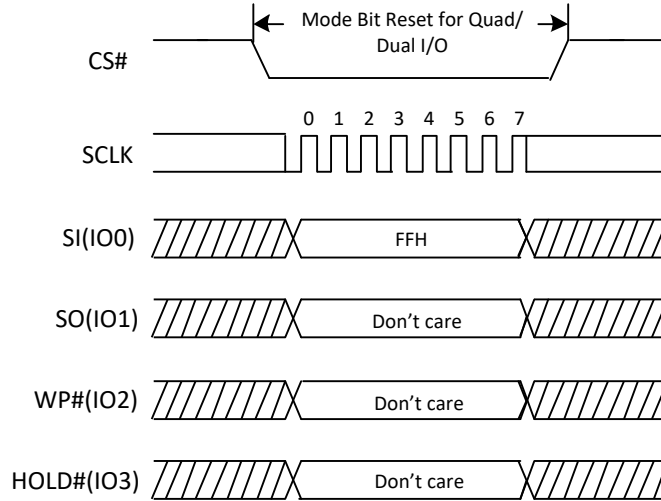 Mode Bit Reset for Quad/
Dual I/O
CS#
0 1 2 3 4 5 6 7
SCLK
SI(IO0) FFH
SO(IO1) Don't care
WP#(IO2) Don't care
HOLD#(IO3) Don't care